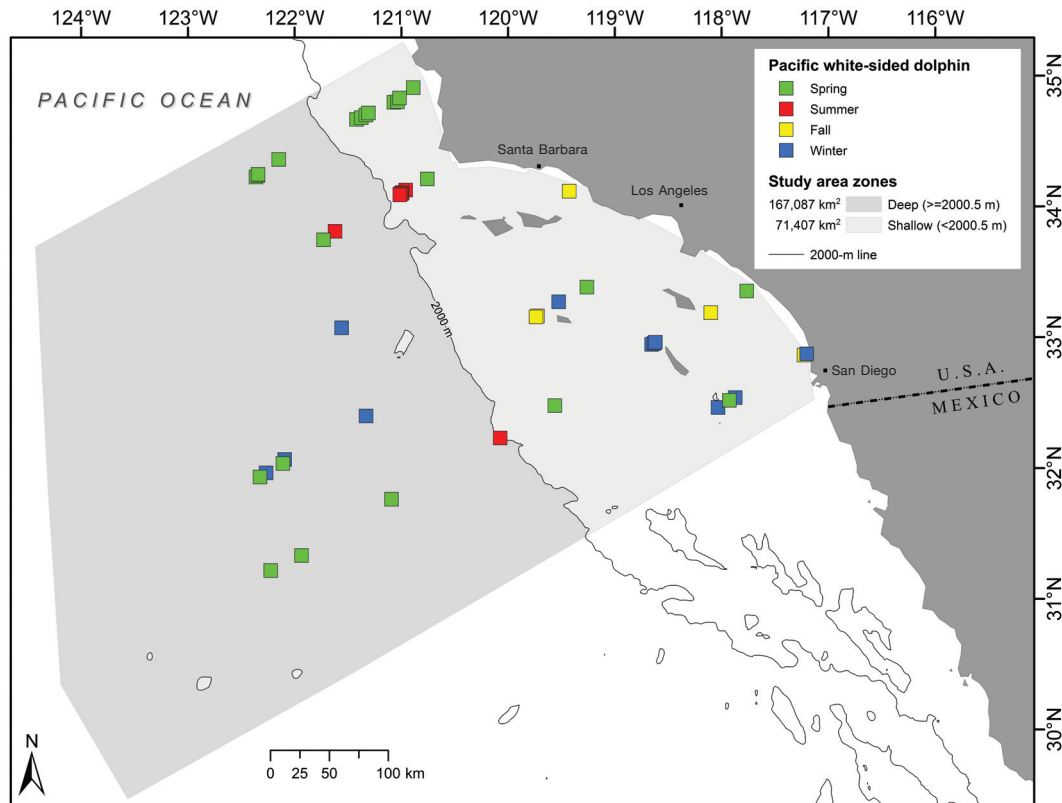 124°W 123°W 122°W 121°W 120°W 119°W 118°W 117°W 116°W
PACIFIC OCEAN
Santa Barbara
Los Angeles
San Diego
U.S.A.
MEXICO
2000-m
Pacific white-sided dolphin
Spring
Summer
Fall
Winter
Study area zones
167,087 km² Deep (>=2000.5 m)
71,407 km² Shallow (<2000.5 m)
2000-m line
35°N
34°N
33°N
32°N
31°N
30°N
N
0 25 50 100 km